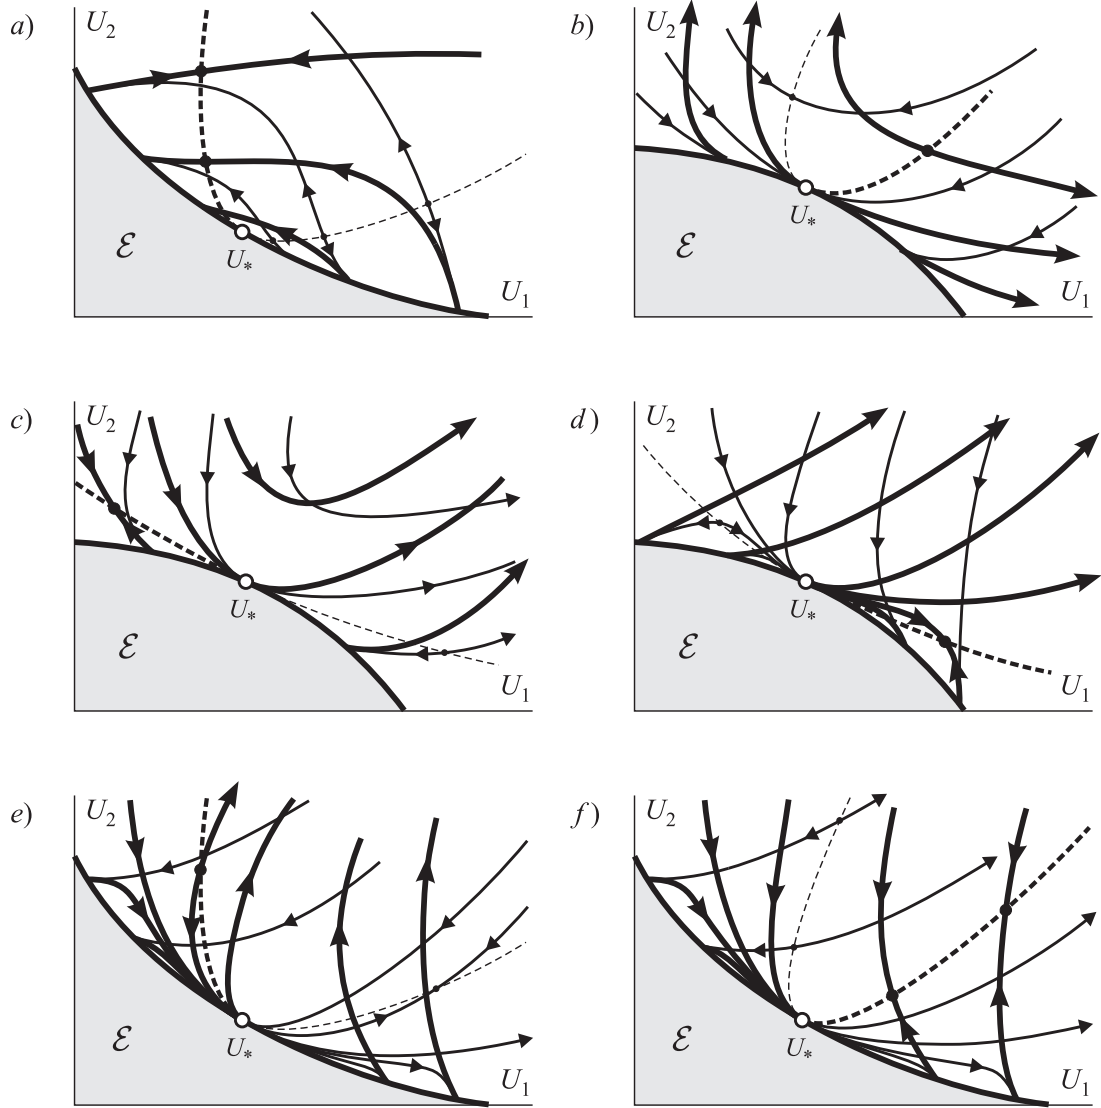 a) U₂ b) U₂
ℰ U* U₁ ℰ U* U₁
c) U₂ d) U₂
ℰ U* U₁ ℰ U* U₁
e) U₂ f) U₂
ℰ U* U₁ ℰ U* U₁